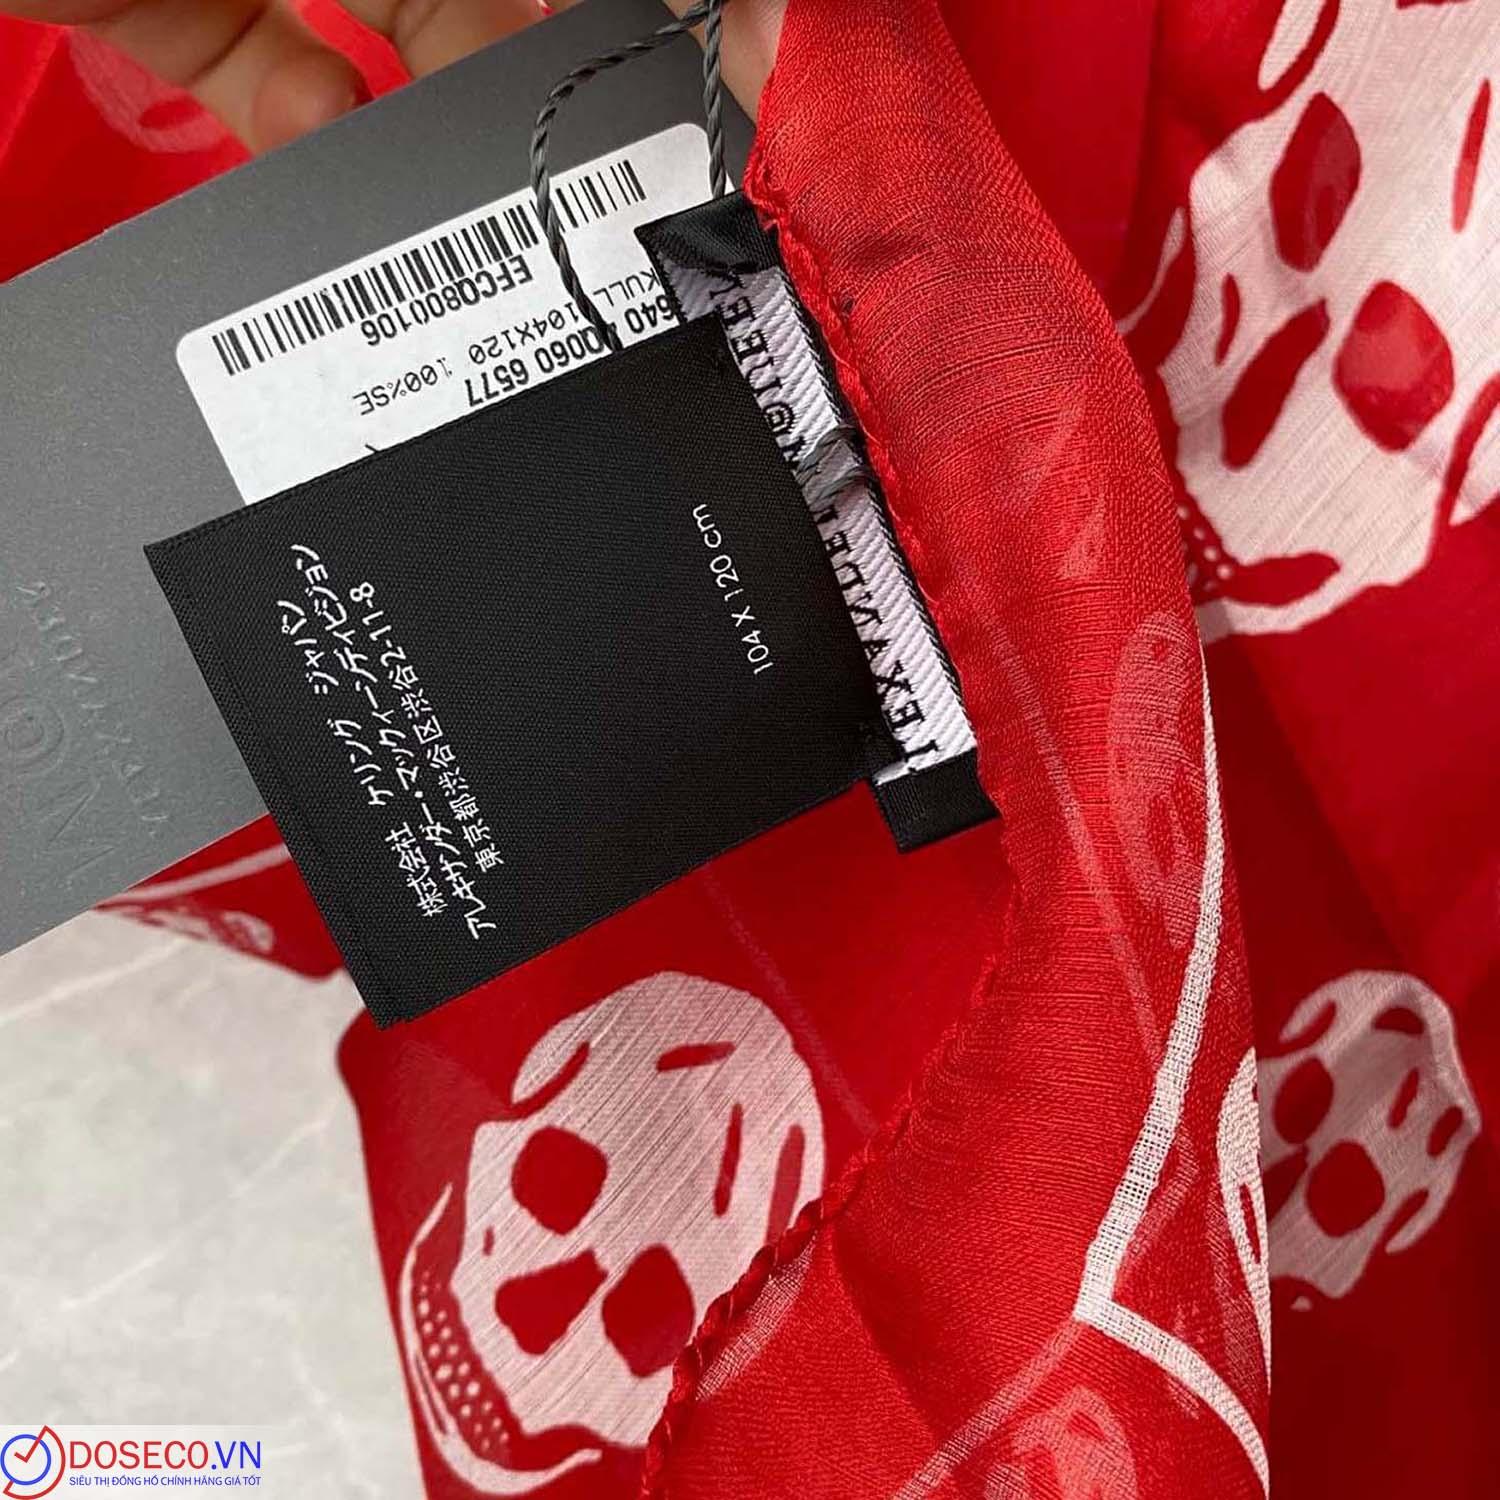 EFCQ800106
KULL 104X120 100%SE
640 Q060 6577
104 X 120 cm
株式会社 ケリング ジャパン
アレキサンダー・マックイーンディビジョン
東京都渋谷区渋谷2-11-8
DOSECO.VN
SIÊU THỊ ĐỒNG HỒ CHÍNH HÃNG GIÁ TỐT